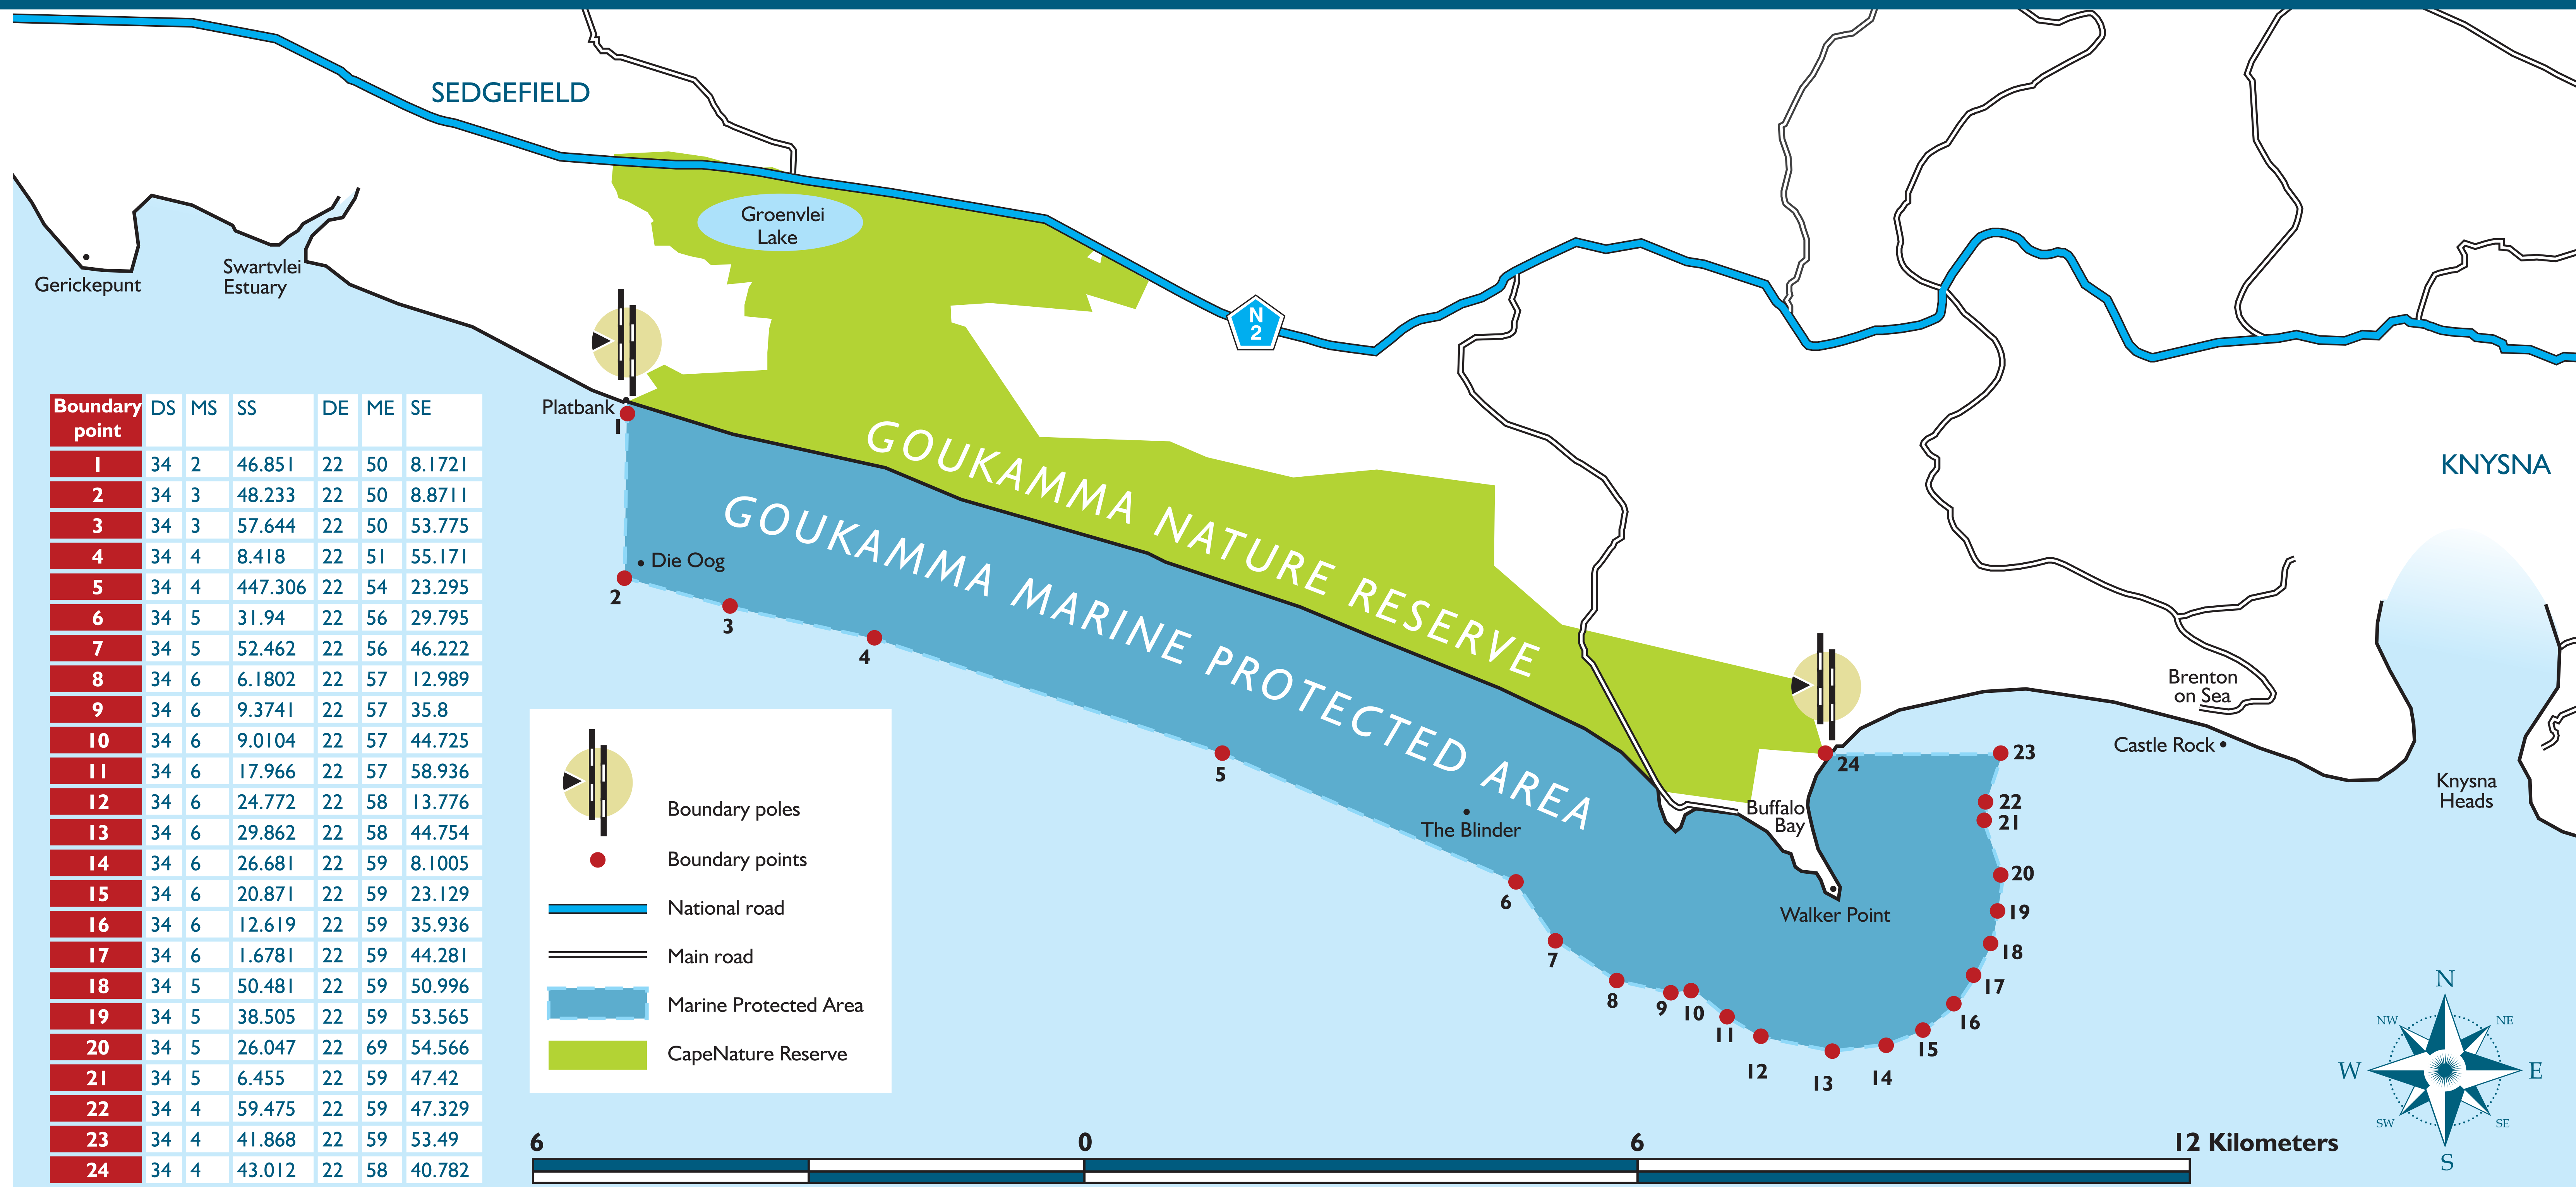 SEDGEFIELD
Groenvlei
Lake
Gerickepunt
Swartvlei
Estuary
N
2
Platbank
KNYSNA
GOUKAMMA NATURE RESERVE
GOUKAMMA MARINE PROTECTED AREA
Die Oog
1
2
3
4
5
6
7
8
9
10
11
12
13
14
15
16
17
18
19
20
21
22
23
24
The Blinder
Buffalo
Bay
Walker Point
Brenton
on Sea
Castle Rock
Knysna
Heads
Boundary point DS MS SS DE ME SE
1 34 2 46.851 22 50 8.1721
2 34 3 48.233 22 50 8.8711
3 34 3 57.644 22 50 53.775
4 34 4 8.418 22 51 55.171
5 34 4 447.306 22 54 23.295
6 34 5 31.94 22 56 29.795
7 34 5 52.462 22 56 46.222
8 34 6 6.1802 22 57 12.989
9 34 6 9.3741 22 57 35.8
10 34 6 9.0104 22 57 44.725
11 34 6 17.966 22 57 58.936
12 34 6 24.772 22 58 13.776
13 34 6 29.862 22 58 44.754
14 34 6 26.681 22 59 8.1005
15 34 6 20.871 22 59 23.129
16 34 6 12.619 22 59 35.936
17 34 6 1.6781 22 59 44.281
18 34 5 50.481 22 59 50.996
19 34 5 38.505 22 59 53.565
20 34 5 26.047 22 69 54.566
21 34 5 6.455 22 59 47.42
22 34 4 59.475 22 59 47.329
23 34 4 41.868 22 59 53.49
24 34 4 43.012 22 58 40.782
Boundary poles
Boundary points
National road
Main road
Marine Protected Area
CapeNature Reserve
6 0 6 12 Kilometers
N
NW NE
W E
SW SE
S